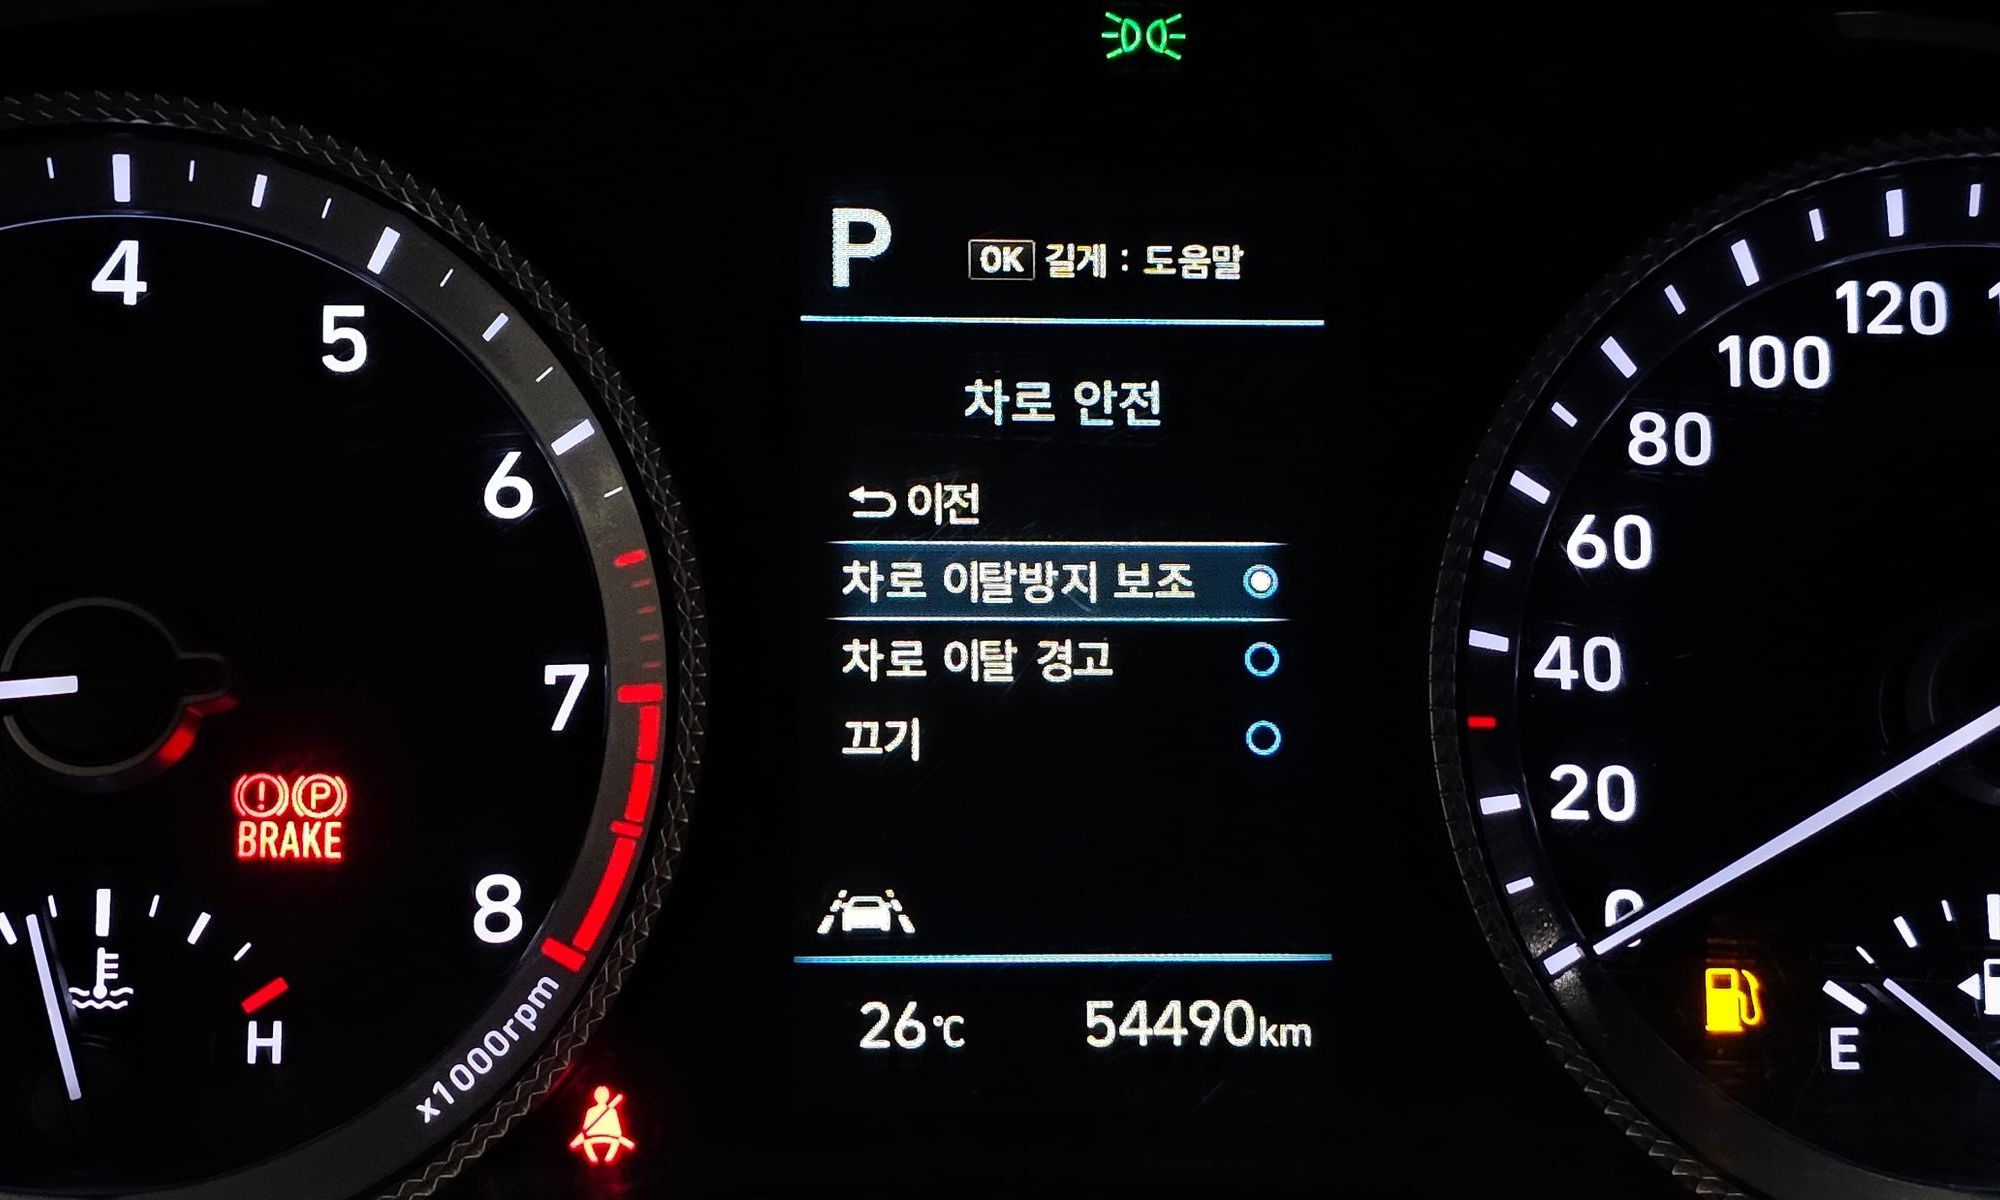 P
OK 길게 : 도움말
차로 안전
이전
차로 이탈방지 보조
차로 이탈 경고
끄기
26℃ 54490km
4
5
6
7
8
x1000rpm
P
BRAKE
H
120
100
80
60
40
20
0
E